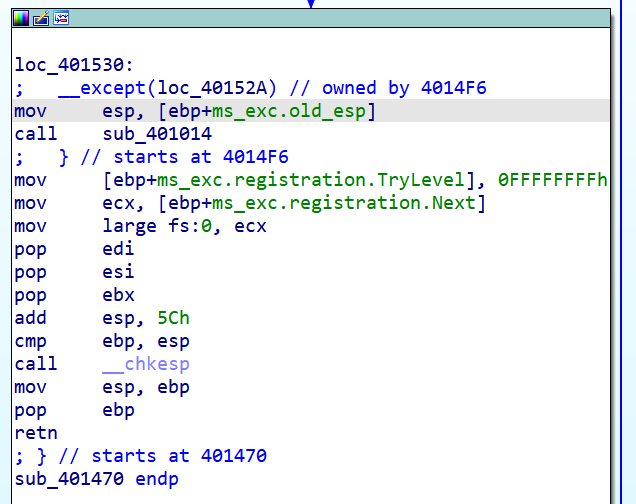 loc_401530:
;   __except(loc_40152A) // owned by 4014F6
mov     esp, [ebp+ms_exc.old_esp]
call    sub_401014
;   } // starts at 4014F6
mov     [ebp+ms_exc.registration.TryLevel], 0FFFFFFFFh
mov     ecx, [ebp+ms_exc.registration.Next]
mov     large fs:0, ecx
pop     edi
pop     esi
pop     ebx
add     esp, 5Ch
cmp     ebp, esp
call    __chkesp
mov     esp, ebp
pop     ebp
retn
; } // starts at 401470
sub_401470 endp